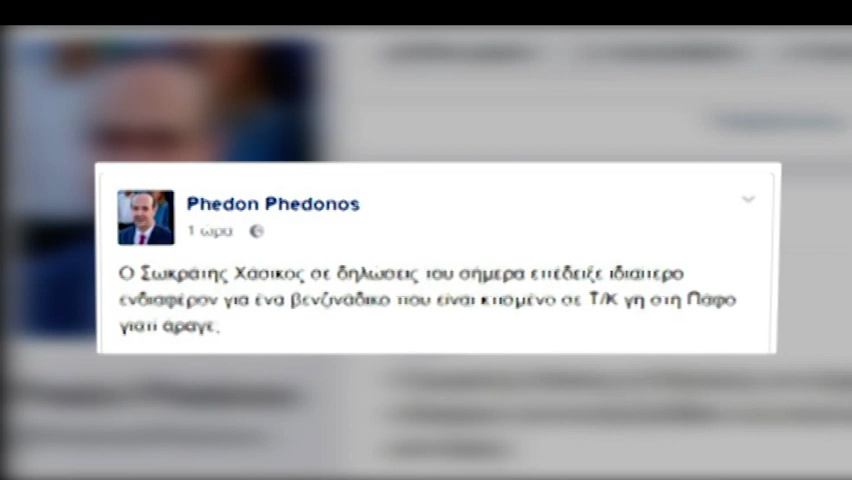 Phedon Phedonos
1 ώρα
Ο Σωκράτης Χάσικος σε δηλώσεις του σήμερα επέδειξε ιδιαίτερο
ενδιαφέρον για ένα βενζινάδικο που είναι κτισμένο σε Τ/Κ γη στη Πάφο
γιατί άραγε;